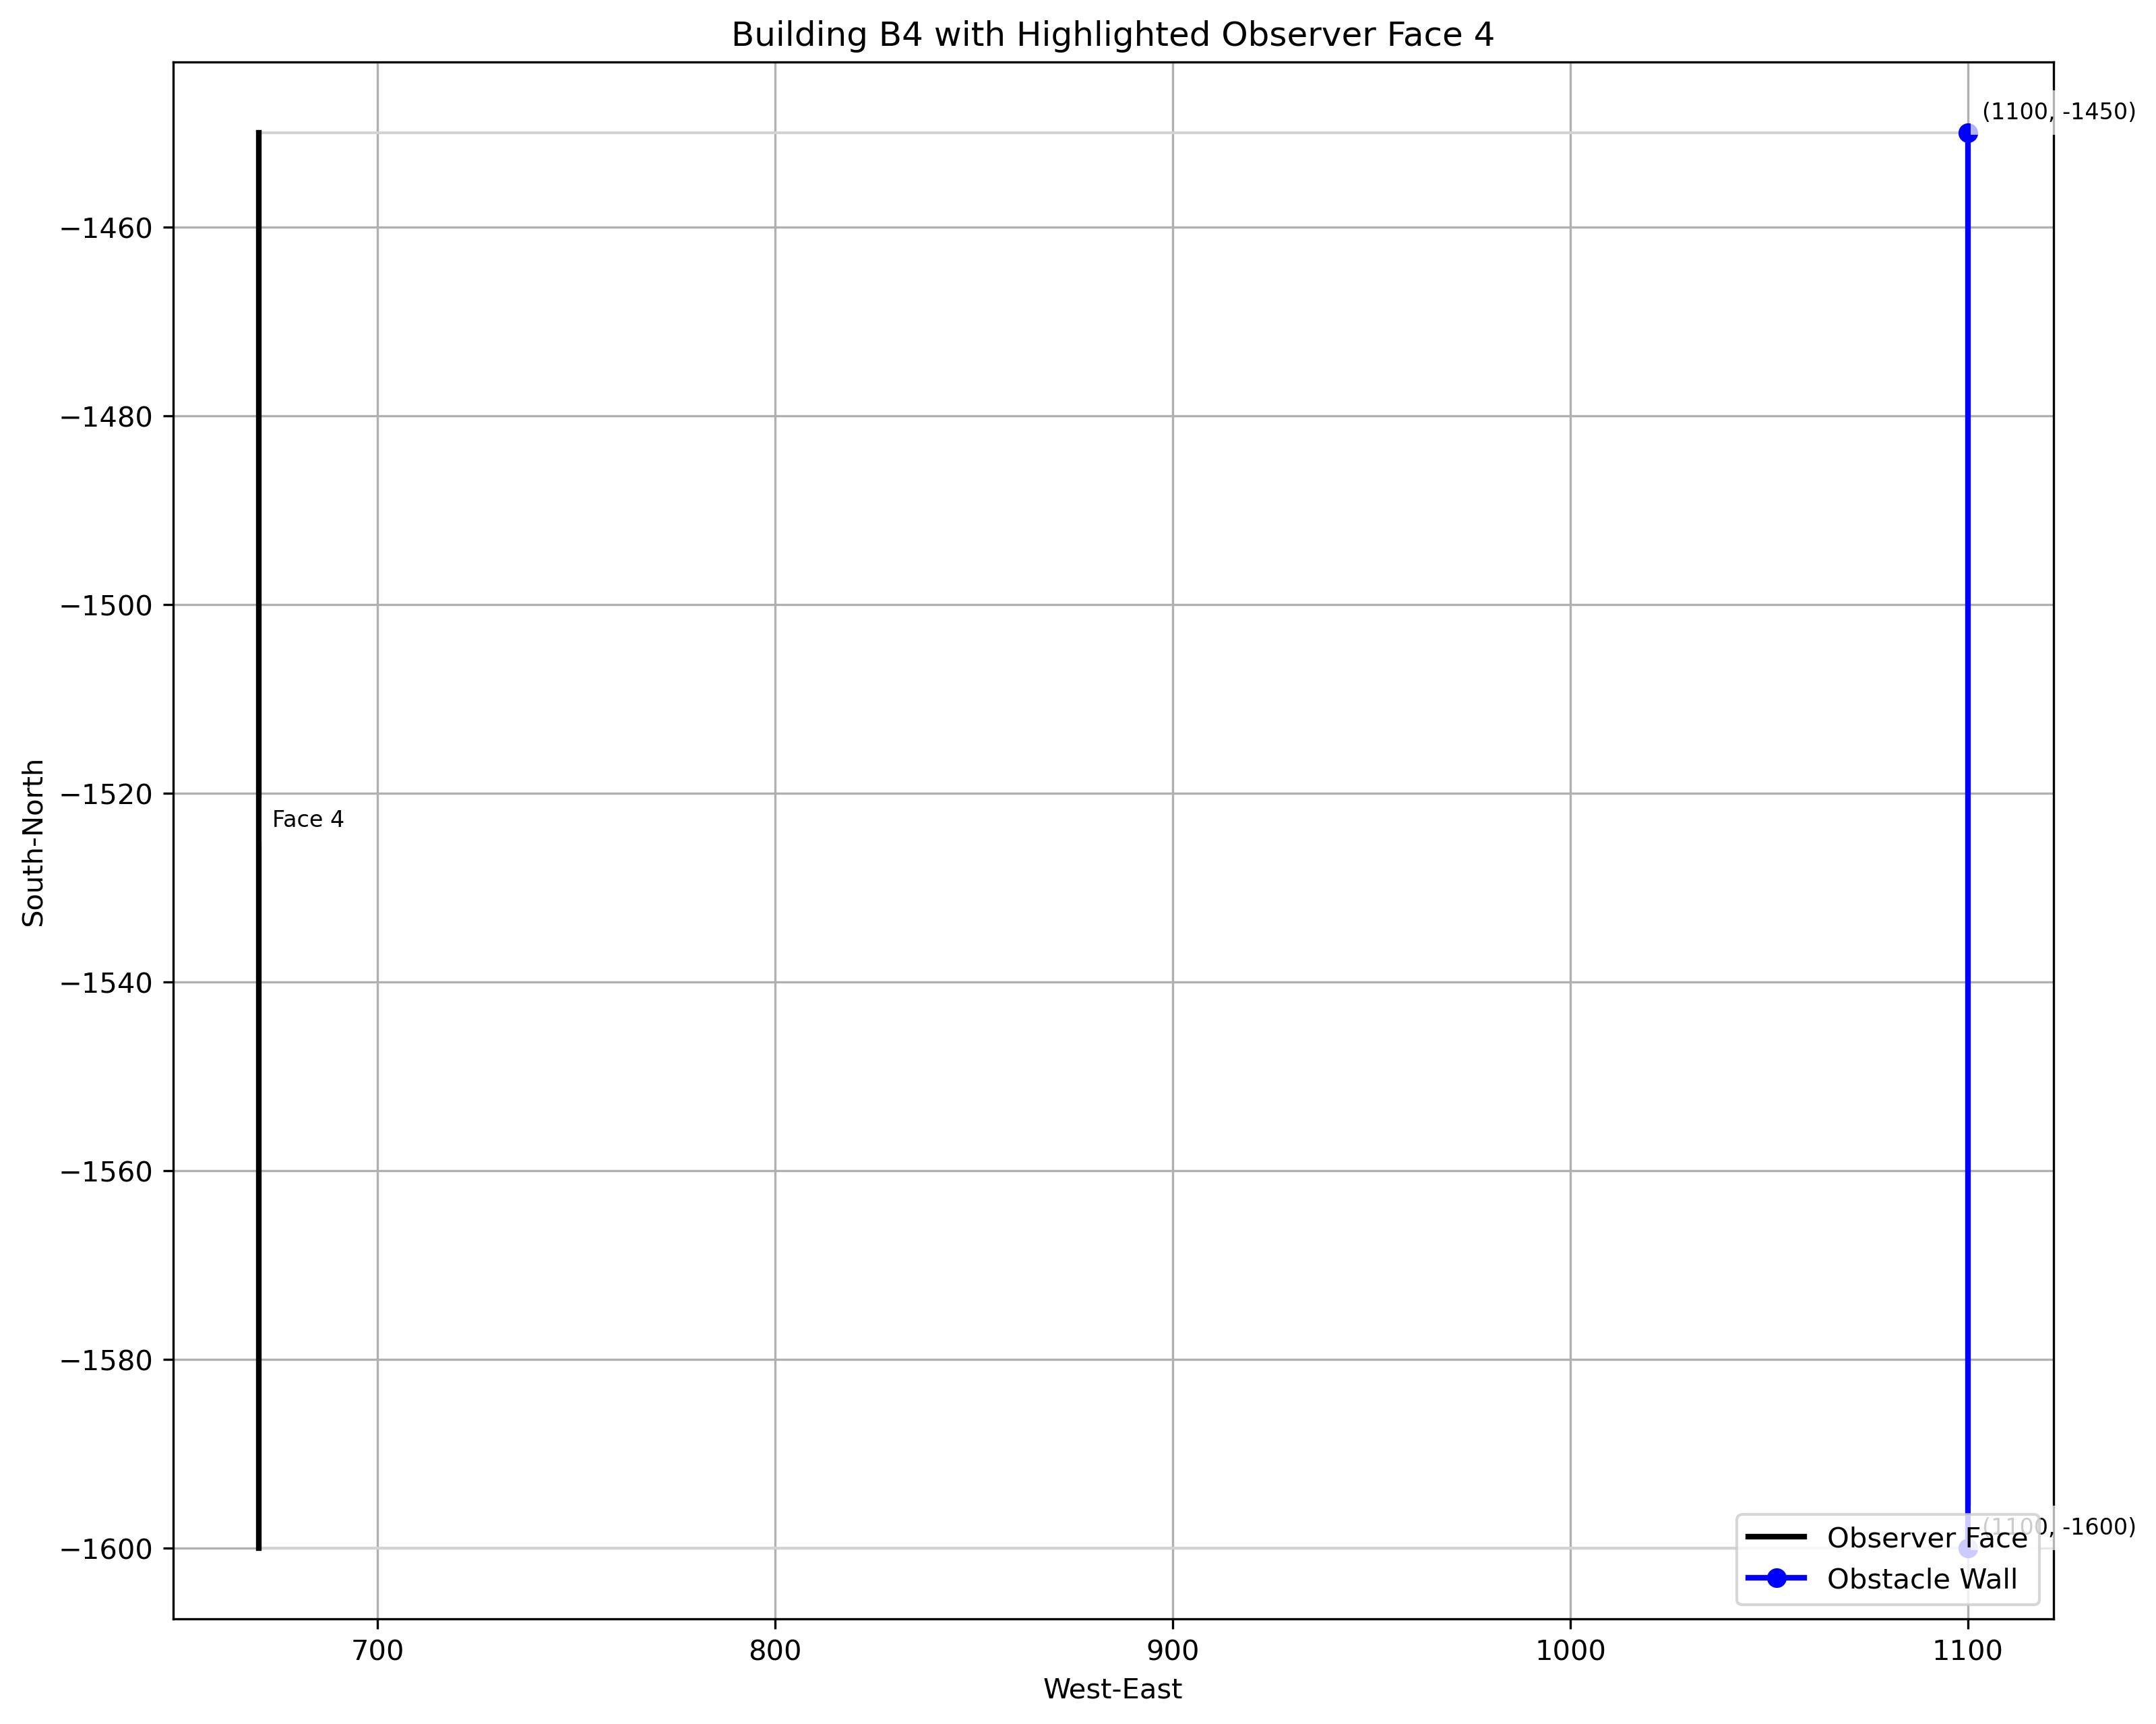 Building B4 with Highlighted Observer Face 4
(1100, -1450)
−1460
−1480
−1500
−1520
Face 4
−1540
−1560
−1580
−1600
(1100, -1600)
Observer Face
Obstacle Wall
700
800
900
1000
1100
West-East
South-North